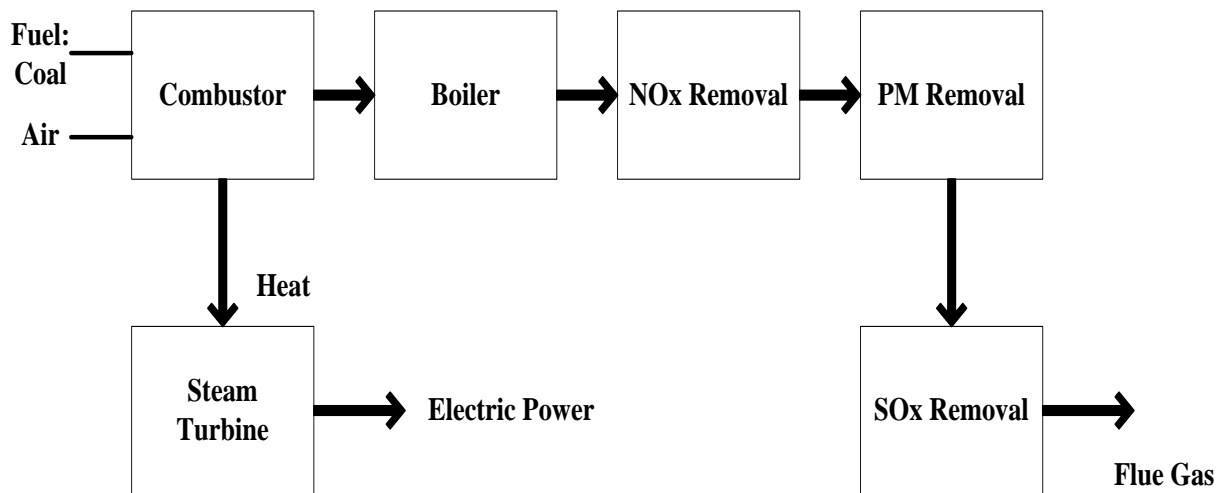 Fuel:
Coal
Air
Combustor
Boiler
NOx Removal
PM Removal
Heat
Steam
Turbine
Electric Power
SOx Removal
Flue Gas